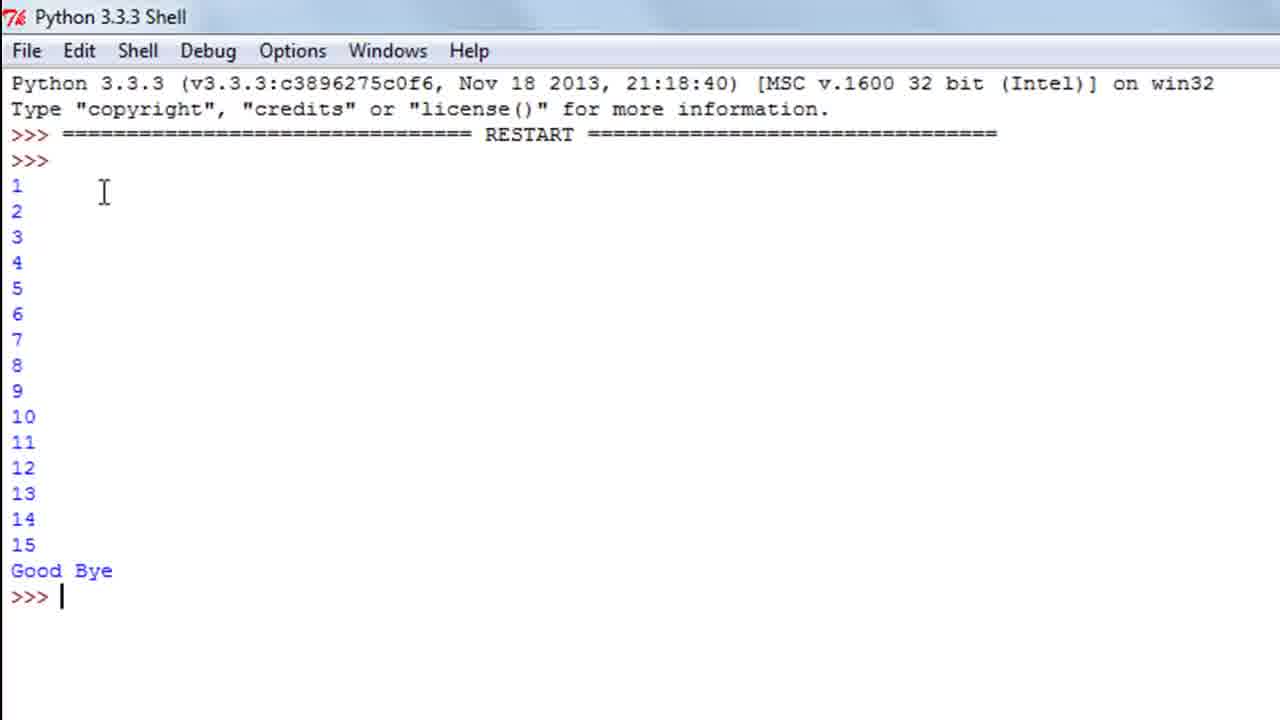 Python 3.3.3 Shell
File Edit Shell Debug Options Windows Help
Python 3.3.3 (v3.3.3:c3896275c0f6, Nov 18 2013, 21:18:40) [MSC v.1600 32 bit (Intel)] on win32
Type "copyright", "credits" or "license()" for more information.
>>> ================================ RESTART ================================
>>>
1
2
3
4
5
6
7
8
9
10
11
12
13
14
15
Good Bye
>>>